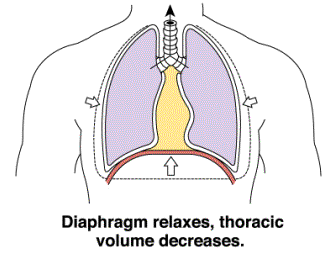 Diaphragm relaxes, thoracic
volume decreases.